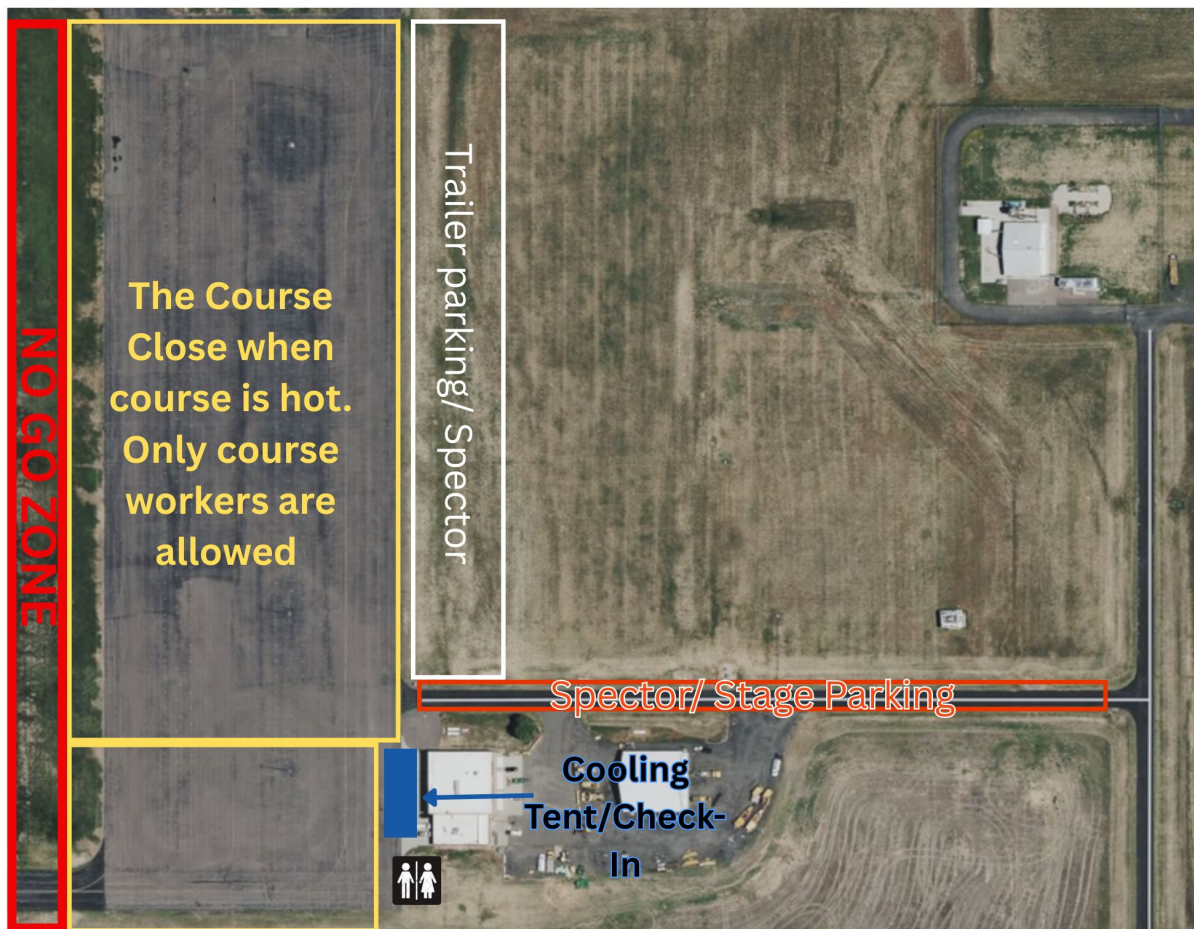 NO GO ZONE
The Course
Close when
course is hot.
Only course
workers are
allowed
Trailer parking/ Spector
Spector/ Stage Parking
Cooling
Tent/Check-
In